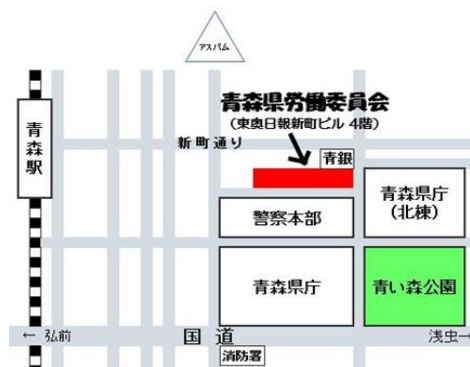 アスパム
青森県労働委員会
(東奥日報新町ビル 4階)
新町通り
青銀
青森駅
青森県庁
(北棟)
警察本部
青森県庁
青い森公園
← 弘前
国道
浅虫→
消防署